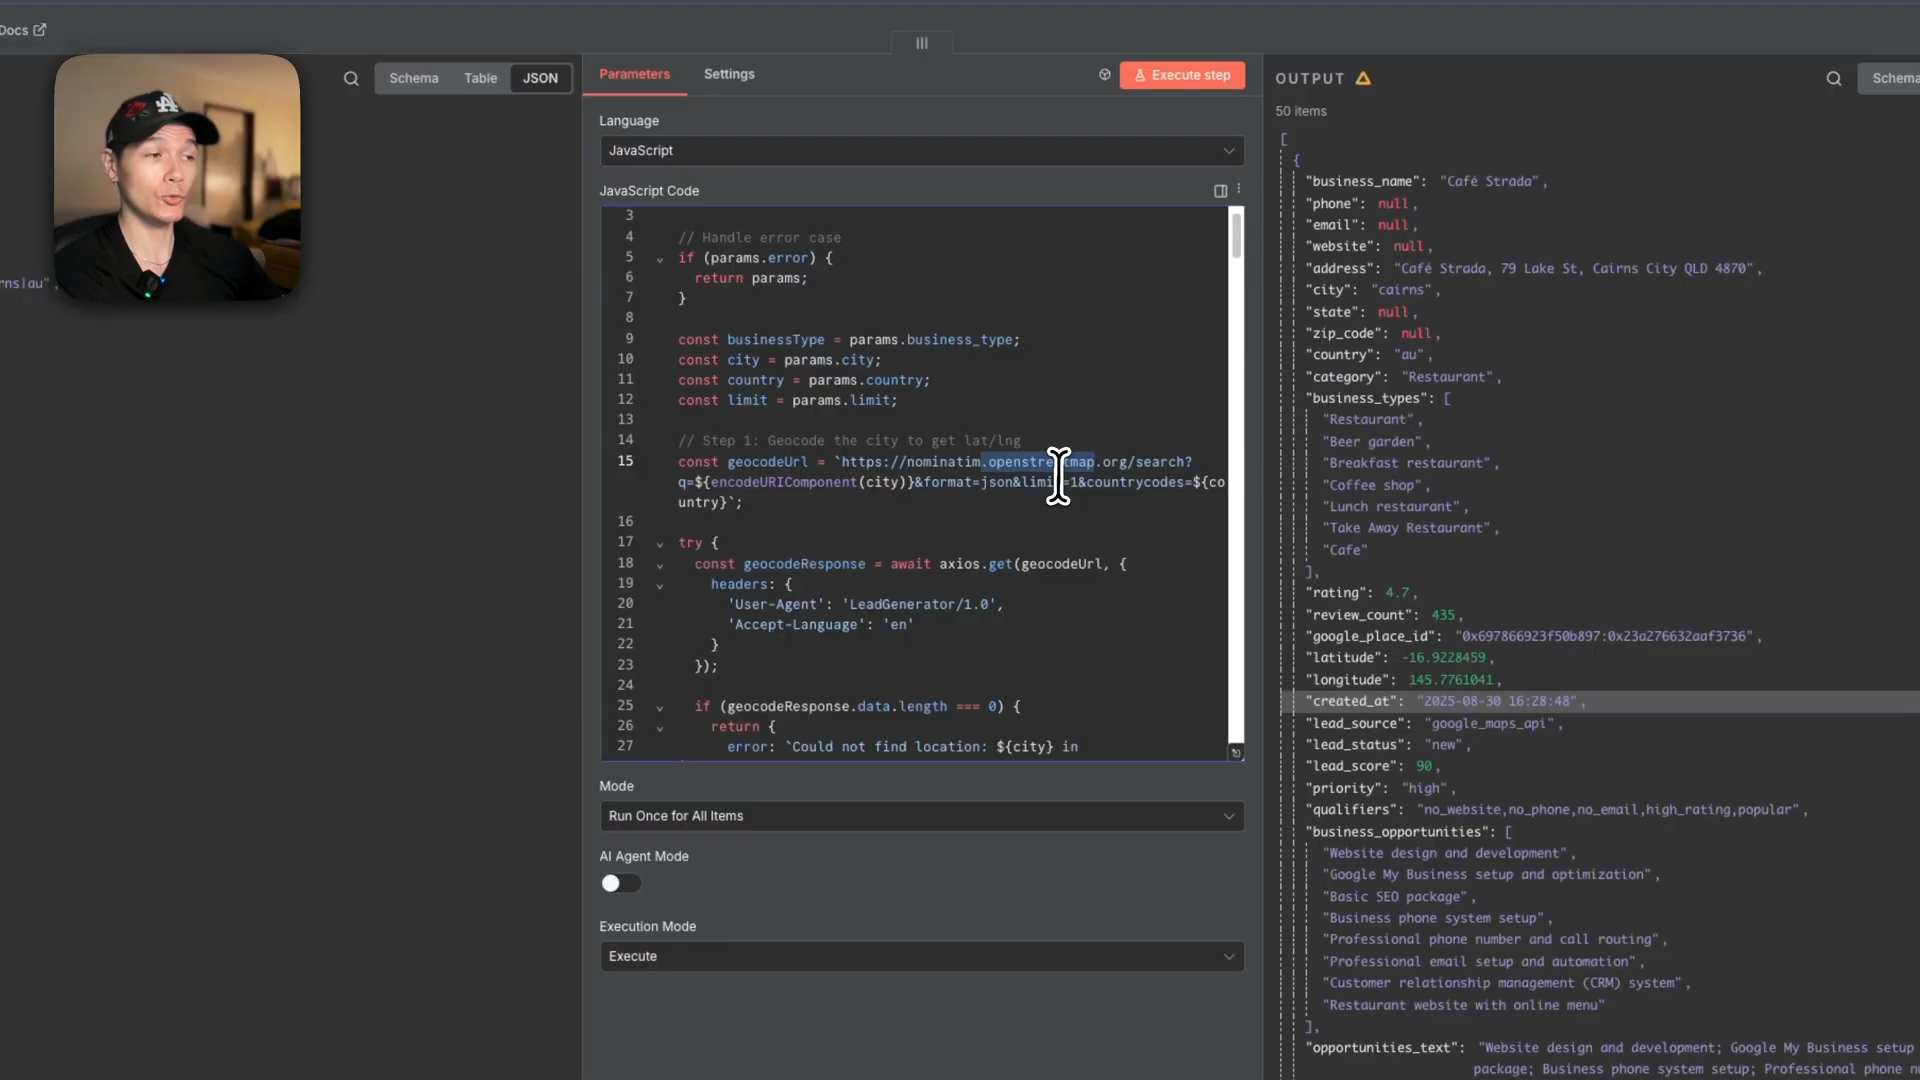 Docs
Schema
Table
JSON
rns|au",
Parameters
Settings
Execute step
Language
JavaScript
JavaScript Code
3
4 // Handle error case
5 if (params.error) {
6 return params;
7 }
8
9 const businessType = params.business_type;
10 const city = params.city;
11 const country = params.country;
12 const limit = params.limit;
13
14 // Step 1: Geocode the city to get lat/lng
15 const geocodeUrl = `https://nominatim.openstreetmap.org/search?
q=${encodeURIComponent(city)}&format=json&limit=1&countrycodes=${co
untry}`;
16
17 try {
18 const geocodeResponse = await axios.get(geocodeUrl, {
19 headers: {
20 'User-Agent': 'LeadGenerator/1.0',
21 'Accept-Language': 'en'
22 }
23 });
24
25 if (geocodeResponse.data.length === 0) {
26 return {
27 error: `Could not find location: ${city} in
Mode
Run Once for All Items
AI Agent Mode
Execution Mode
Execute
OUTPUT
Schema
50 items
[
{
"business_name": "Café Strada",
"phone": null,
"email": null,
"website": null,
"address": "Café Strada, 79 Lake St, Cairns City QLD 4870",
"city": "cairns",
"state": null,
"zip_code": null,
"country": "au",
"category": "Restaurant",
"business_types": [
"Restaurant",
"Beer garden",
"Breakfast restaurant",
"Coffee shop",
"Lunch restaurant",
"Take Away Restaurant",
"Cafe"
],
"rating": 4.7,
"review_count": 435,
"google_place_id": "0x697866923f50b897:0x23a276632aaf3736",
"latitude": -16.9228459,
"longitude": 145.7761041,
"created_at": "2025-08-30 16:28:48",
"lead_source": "google_maps_api",
"lead_status": "new",
"lead_score": 90,
"priority": "high",
"qualifiers": "no_website,no_phone,no_email,high_rating,popular",
"business_opportunities": [
"Website design and development",
"Google My Business setup and optimization",
"Basic SEO package",
"Business phone system setup",
"Professional phone number and call routing",
"Professional email setup and automation",
"Customer relationship management (CRM) system",
"Restaurant website with online menu"
],
"opportunities_text": "Website design and development; Google My Business setup
package; Business phone system setup; Professional phone nu